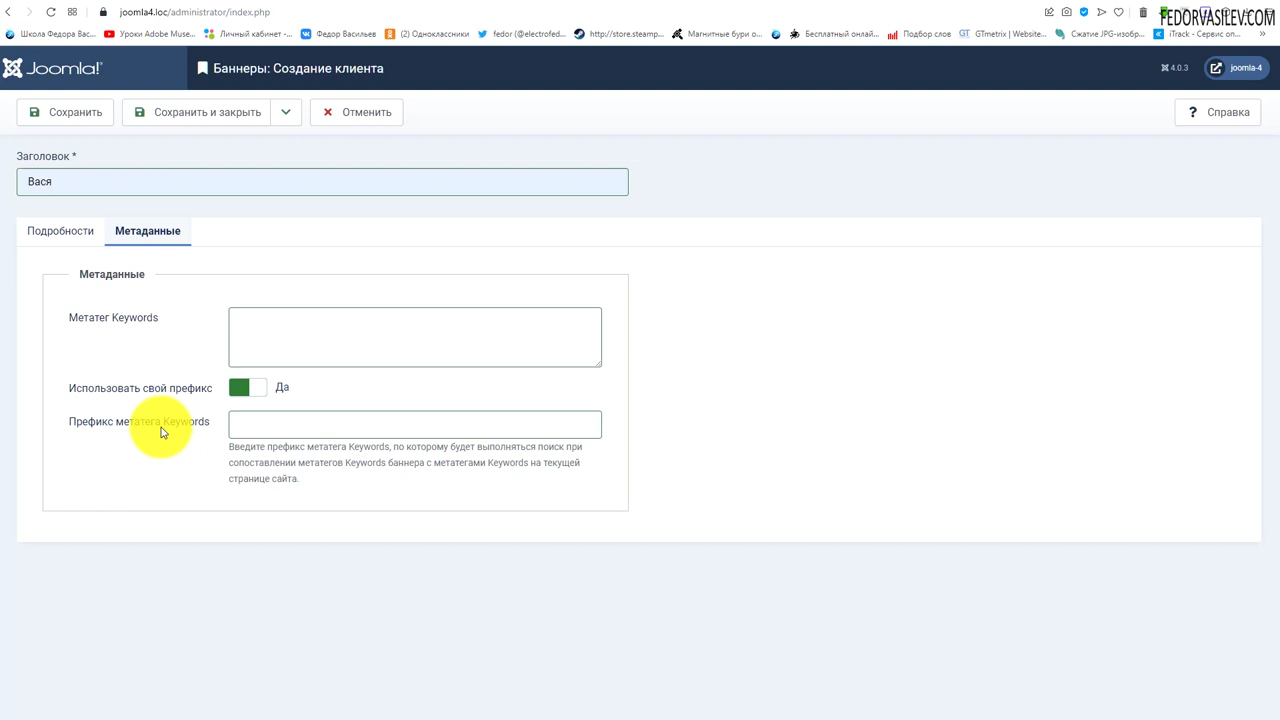 joomla4.loc/administrator/index.php
FEDORVASILEV.COM
Школа Федора Вас...
Уроки Adobe Muse...
Личный кабинет -...
Федор Васильев
(2) Одноклассники
fedor (@electrofed...
http://store.steamp...
Магнитные бури о...
Бесплатный онлай...
Подбор слов
GTmetrix | Website...
Сжатие JPG-изобр...
iTrack - Сервис оп...
Joomla!®
Баннеры: Создание клиента
4.0.3
joomla-4
Сохранить
Сохранить и закрыть
Отменить
? Справка
Заголовок *
Вася
Подробности
Метаданные
Метаданные
Метатег Keywords
Использовать свой префикс
Да
Префикс метатега Keywords
Введите префикс метатега Keywords, по которому будет выполняться поиск при
сопоставлении метатегов Keywords баннера с метатегами Keywords на текущей
странице сайта.